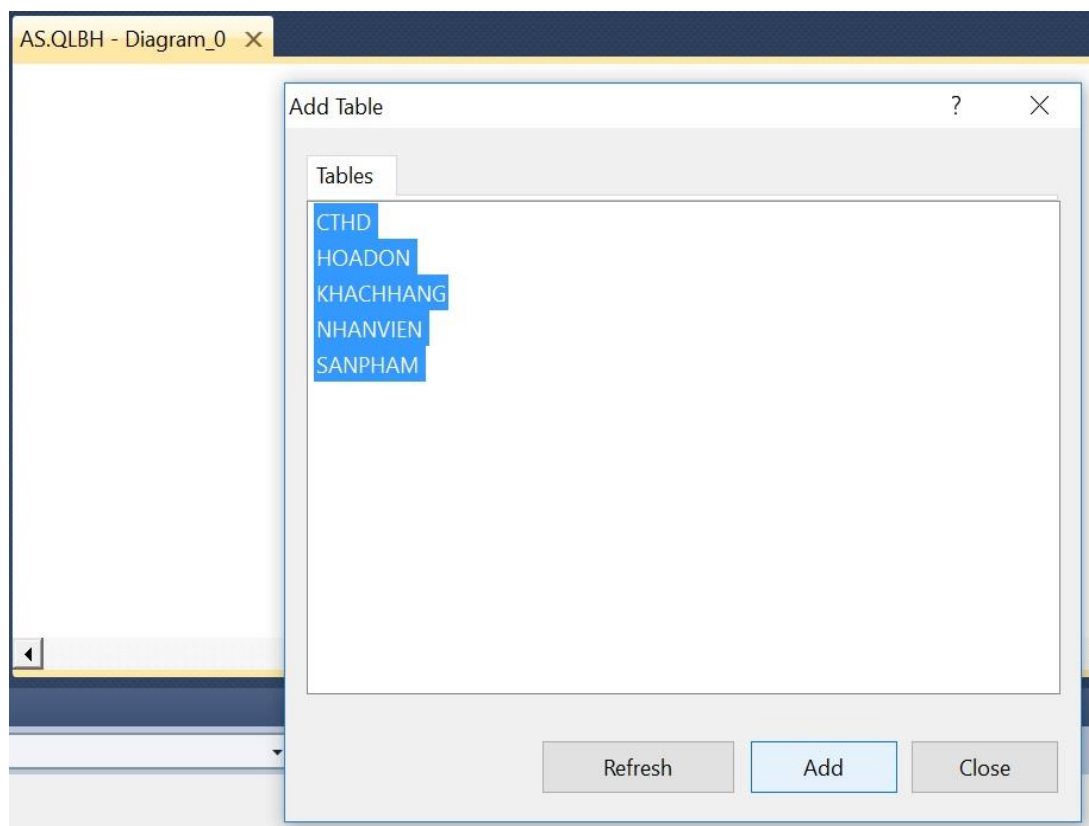 AS.QLBH - Diagram_0
Add Table
Tables
CTHD
HOADON
KHACHHANG
NHANVIEN
SANPHAM
Refresh Add Close